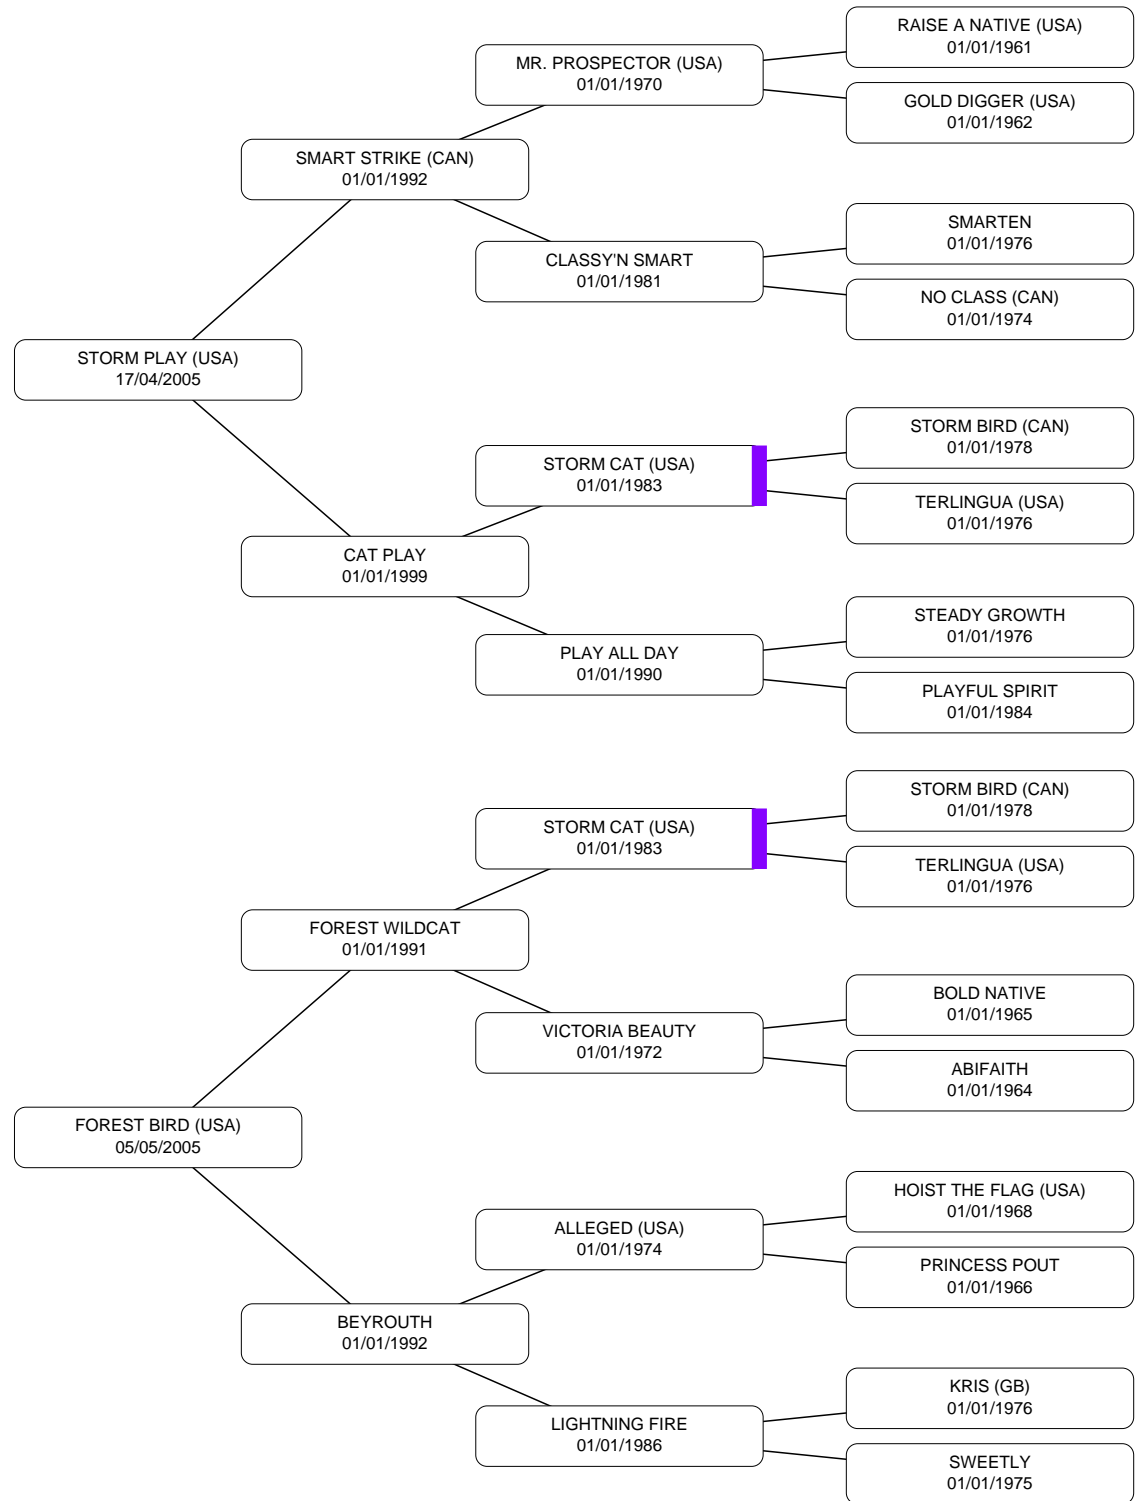 RAISE A NATIVE (USA)
01/01/1961
MR. PROSPECTOR (USA)
01/01/1970
GOLD DIGGER (USA)
01/01/1962
SMART STRIKE (CAN)
01/01/1992
SMARTEN
01/01/1976
CLASSY'N SMART
01/01/1981
NO CLASS (CAN)
01/01/1974
STORM PLAY (USA)
17/04/2005
STORM BIRD (CAN)
01/01/1978
STORM CAT (USA)
01/01/1983
TERLINGUA (USA)
01/01/1976
CAT PLAY
01/01/1999
STEADY GROWTH
01/01/1976
PLAY ALL DAY
01/01/1990
PLAYFUL SPIRIT
01/01/1984
STORM BIRD (CAN)
01/01/1978
STORM CAT (USA)
01/01/1983
TERLINGUA (USA)
01/01/1976
FOREST WILDCAT
01/01/1991
BOLD NATIVE
01/01/1965
VICTORIA BEAUTY
01/01/1972
ABIFAITH
01/01/1964
FOREST BIRD (USA)
05/05/2005
HOIST THE FLAG (USA)
01/01/1968
ALLEGED (USA)
01/01/1974
PRINCESS POUT
01/01/1966
BEYROUTH
01/01/1992
KRIS (GB)
01/01/1976
LIGHTNING FIRE
01/01/1986
SWEETLY
01/01/1975